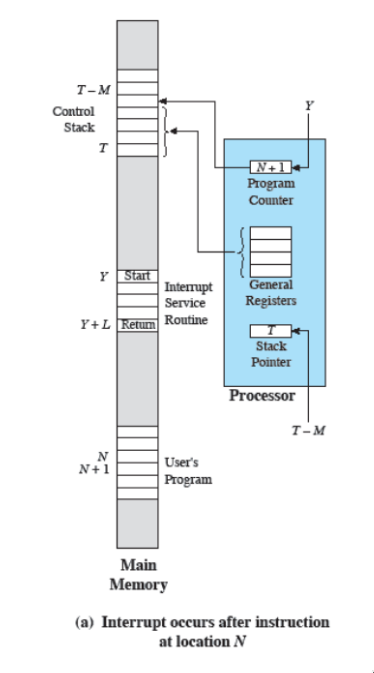 T – M
Control
Stack
T
Y
N + 1
Program
Counter
Y
Start
Interrupt
Service
Routine
General
Registers
Y + L
Return
T
Stack
Pointer
Processor
T – M
N
N + 1
User's
Program
Main
Memory
(a) Interrupt occurs after instruction
at location N